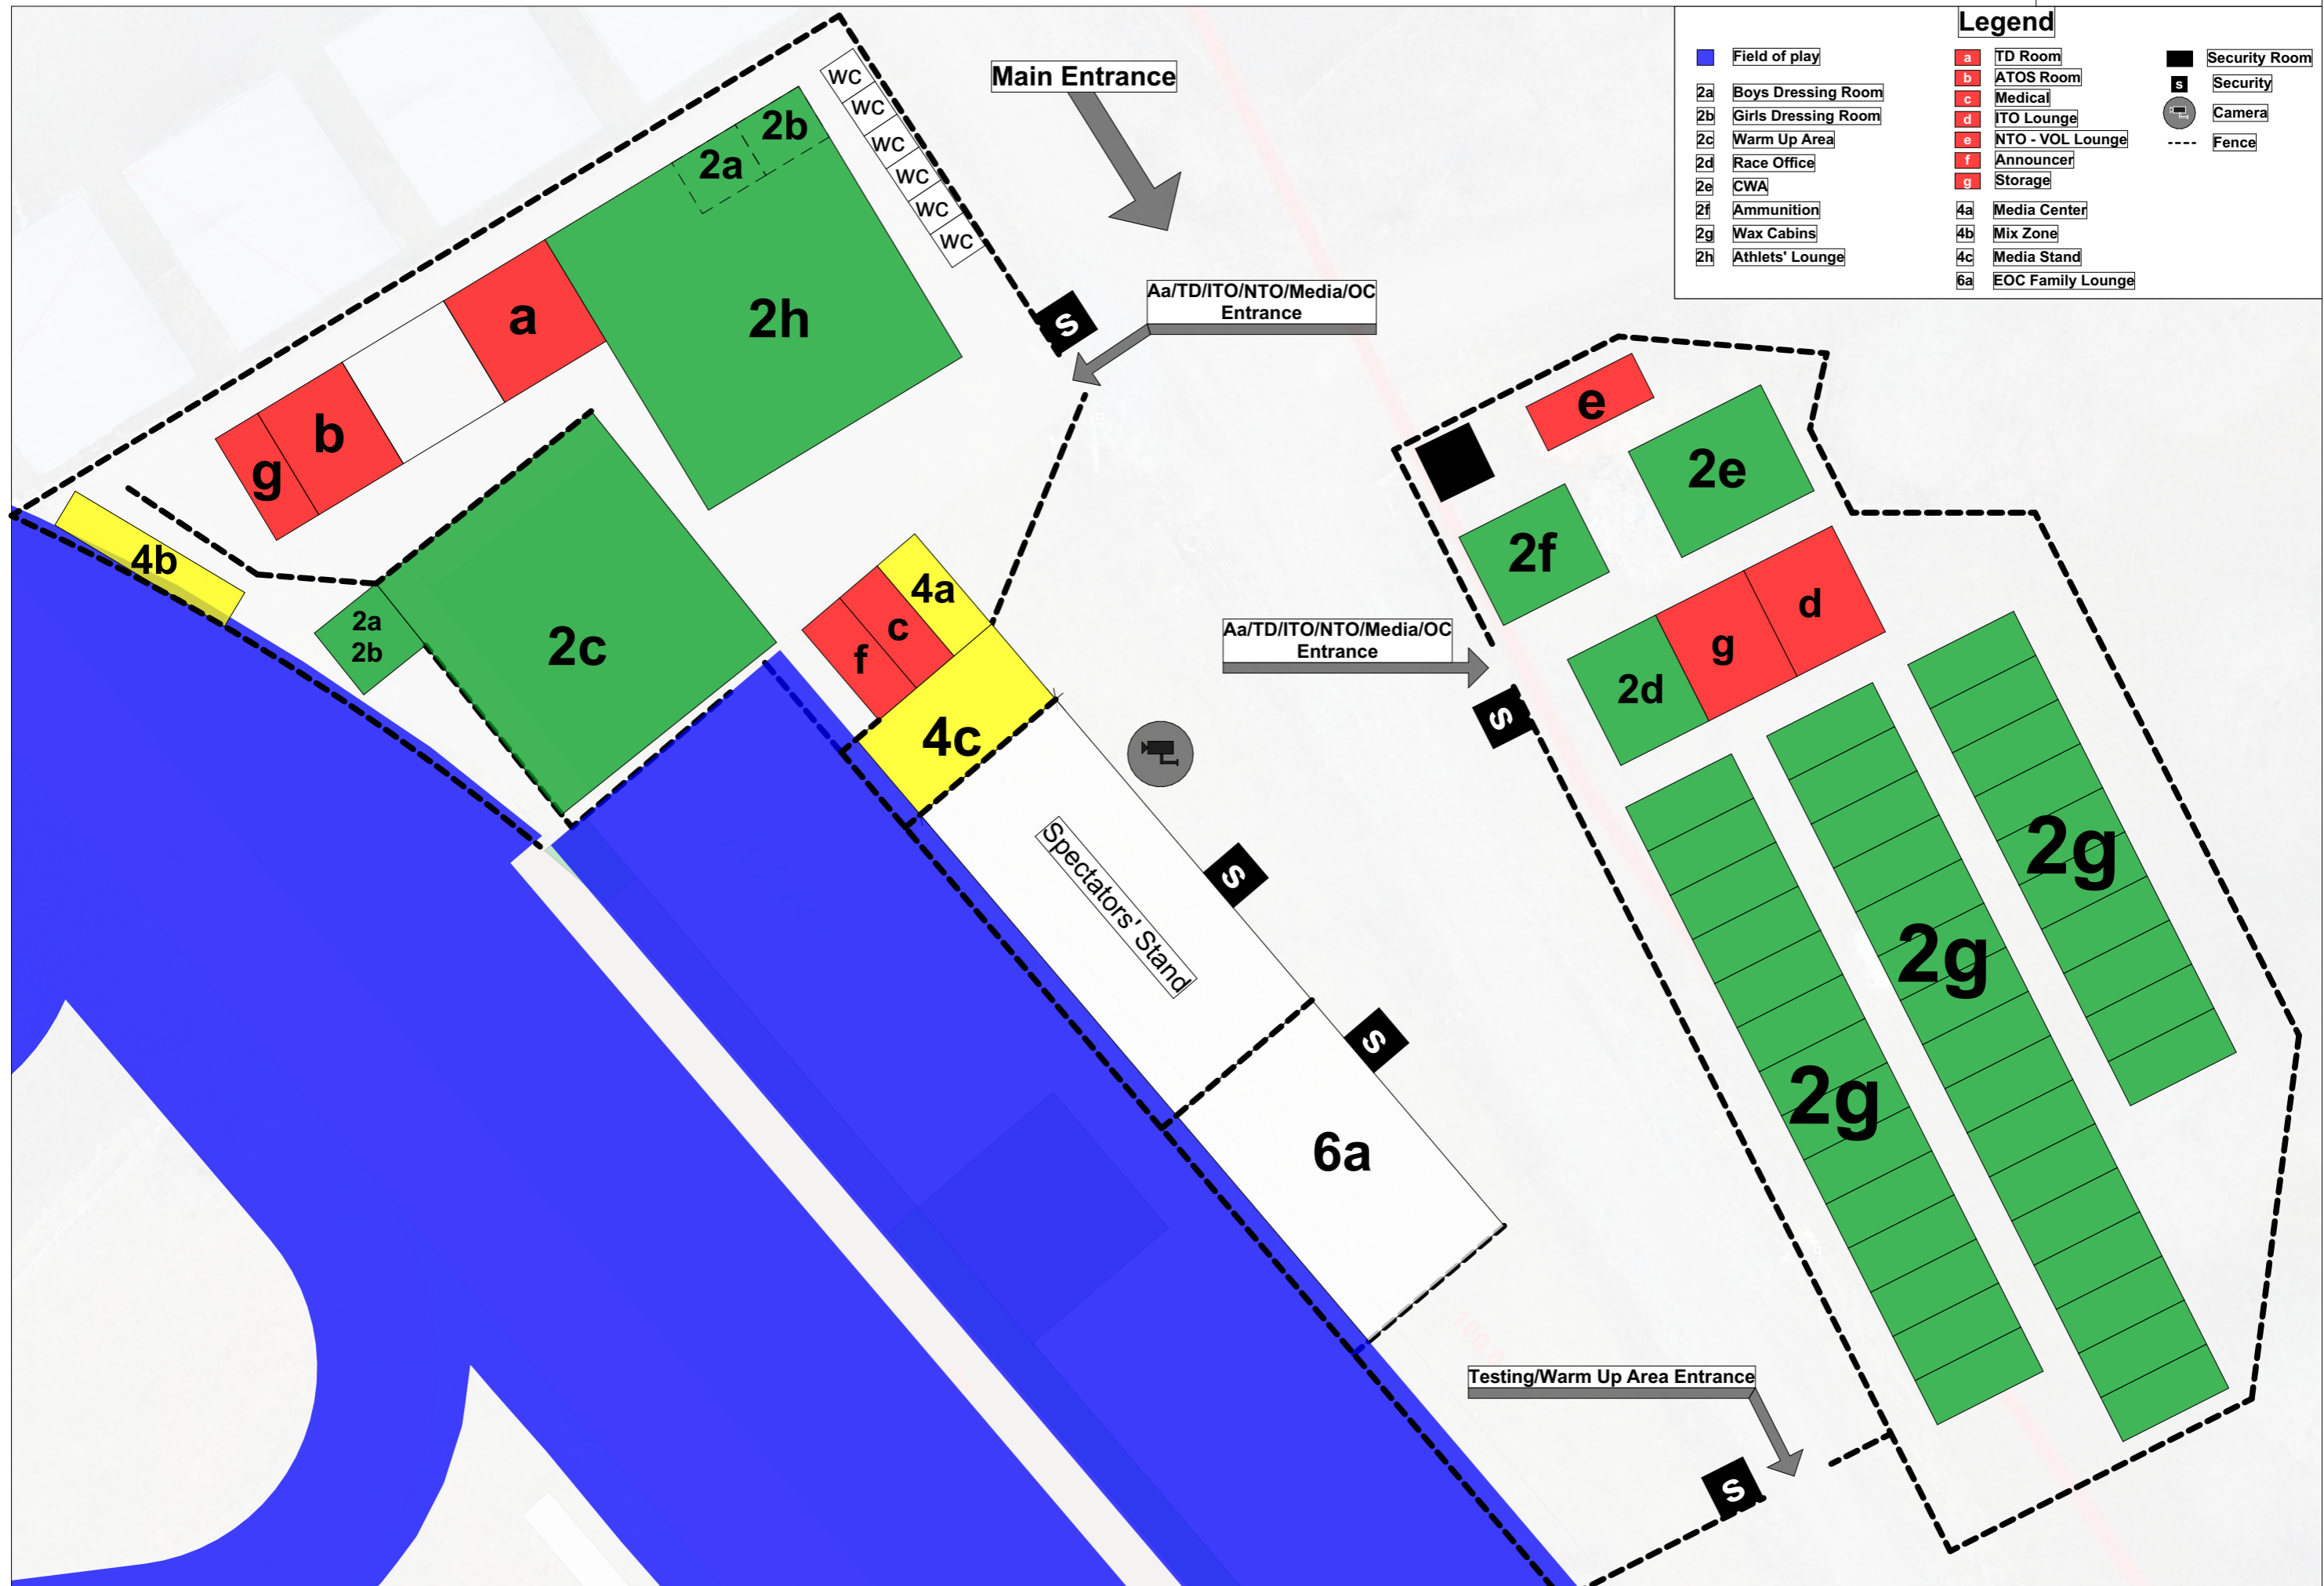 Legend
Field of play
2a Boys Dressing Room
2b Girls Dressing Room
2c Warm Up Area
2d Race Office
2e CWA
2f Ammunition
2g Wax Cabins
2h Athlets' Lounge
a TD Room
b ATOS Room
c Medical
d ITO Lounge
e NTO - VOL Lounge
f Announcer
g Storage
4a Media Center
4b Mix Zone
4c Media Stand
6a EOC Family Lounge
Security Room
s Security
Camera
Fence
Main Entrance
WC
WC
WC
WC
WC
WC
2b
2a
2h
a
b
g
s
Aa/TD/ITO/NTO/Media/OC
Entrance
4b
2a
2b
2c
4a
c
f
4c
Spectators' Stand
s
s
6a
e
2e
2f
Aa/TD/ITO/NTO/Media/OC
Entrance
s
d
g
2d
2g
2g
2g
Testing/Warm Up Area Entrance
s